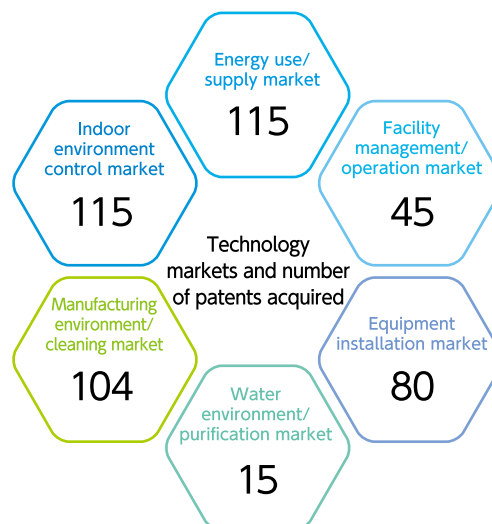 Energy use/
supply market
115
Indoor
environment
control market
115
Facility
management/
operation market
45
Technology
markets and number
of patents acquired
Manufacturing
environment/
cleaning market
104
Equipment
installation market
80
Water
environment/
purification market
15